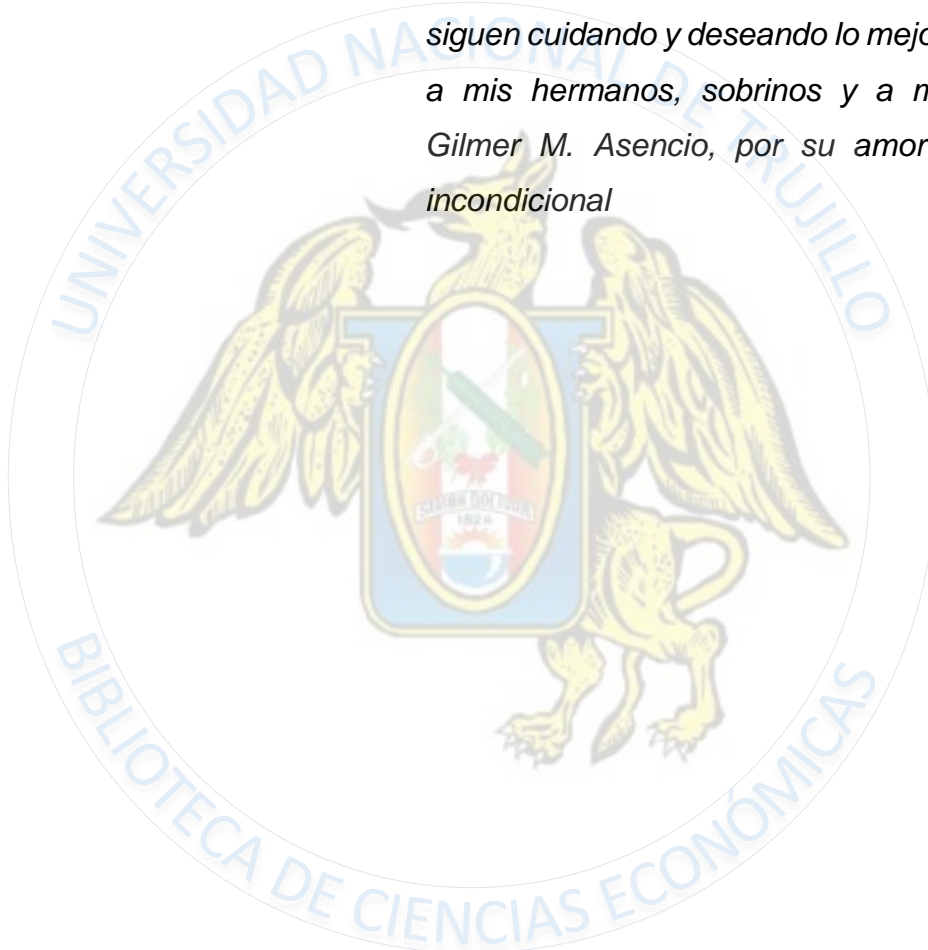 siguen cuidando y deseando lo mejo
a mis hermanos, sobrinos y a m
Gilmer M. Asencio, por su amor
incondicional
UNIVERSIDAD NACIONAL DE TRUJILLO
1824
BIBLIOTECA DE CIENCIAS ECONÓMICAS